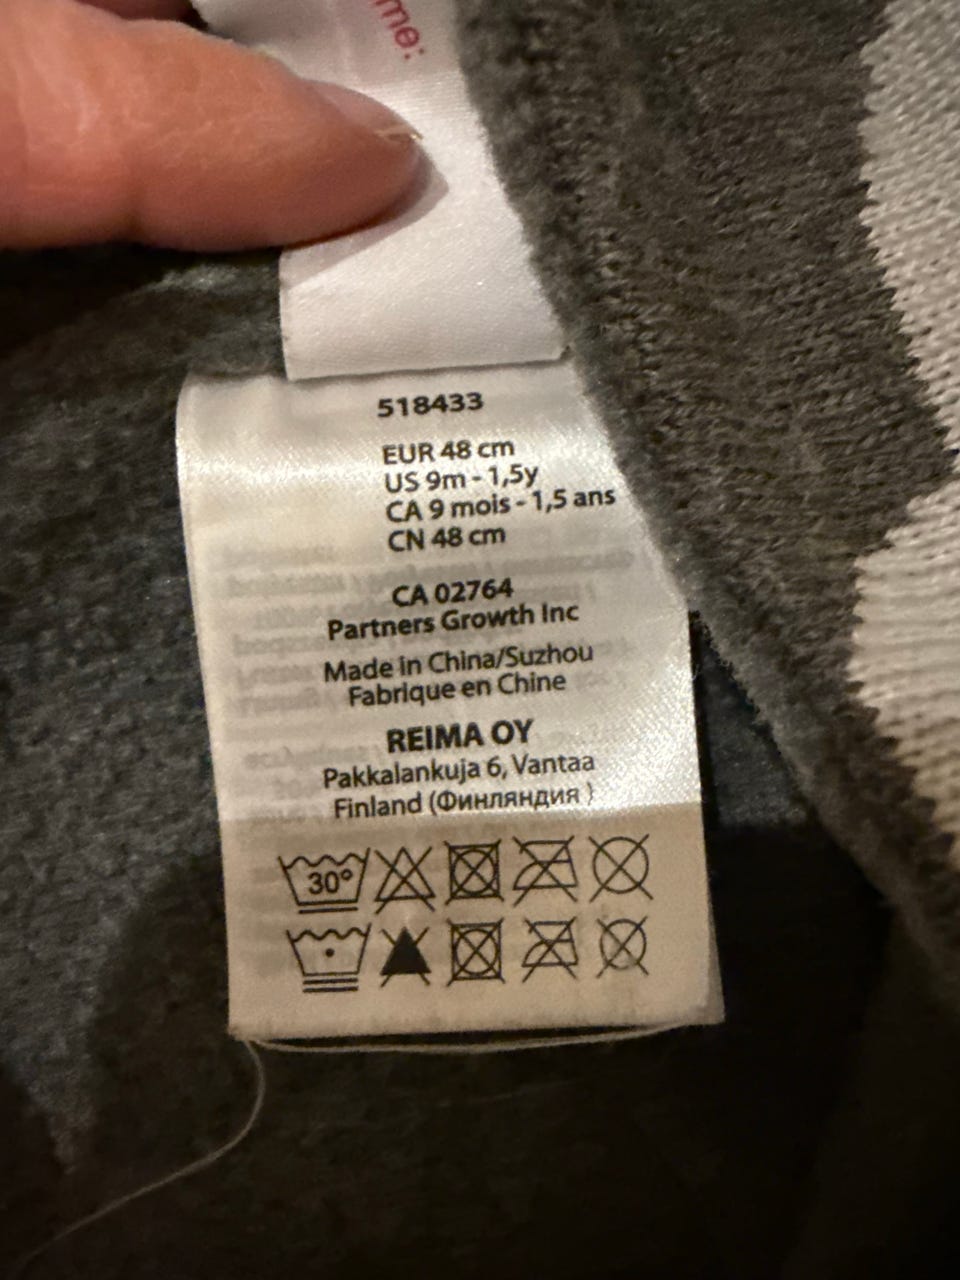 me:
518433
EUR 48 cm
US 9m - 1,5y
CA 9 mois - 1,5 ans
CN 48 cm
CA 02764
Partners Growth Inc
Made in China/Suzhou
Fabrique en Chine
REIMA OY
Pakkalankuja 6, Vantaa
Finland (Финляндия )
30°